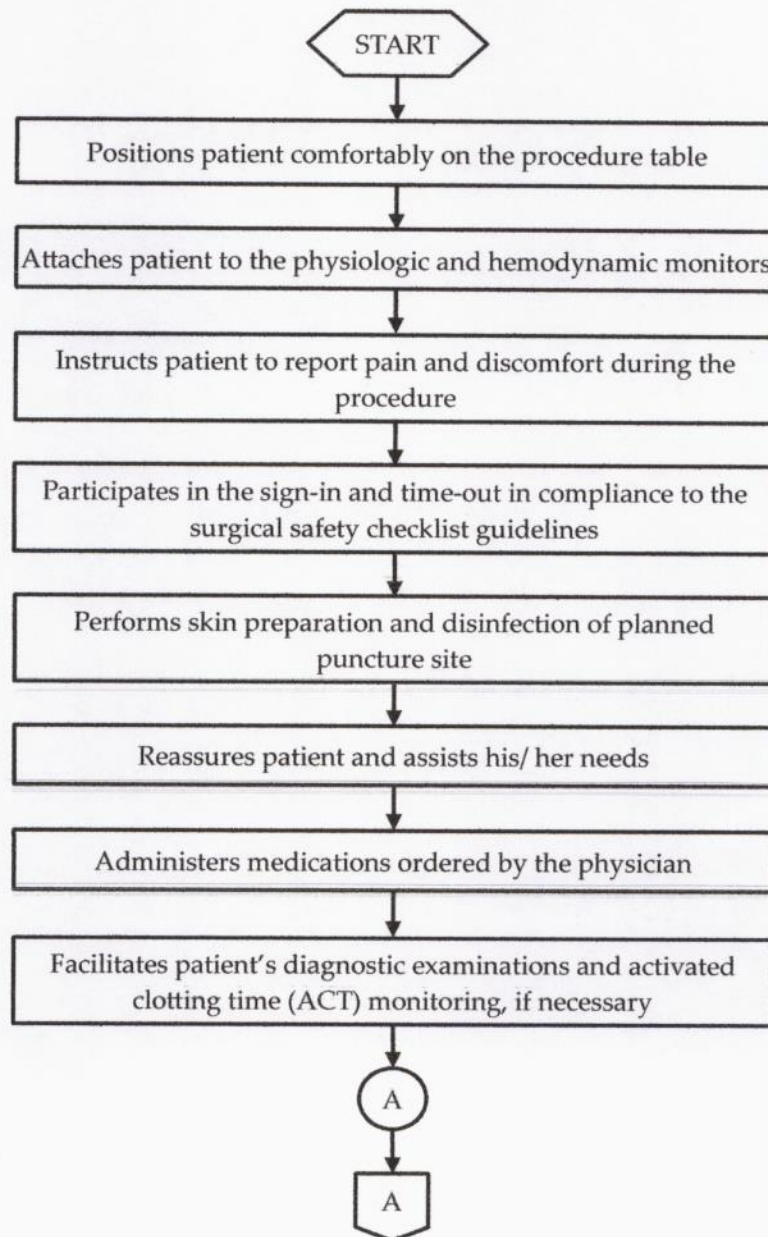 START
Positions patient comfortably on the procedure table
Attaches patient to the physiologic and hemodynamic monitors
Instructs patient to report pain and discomfort during the
procedure
Participates in the sign-in and time-out in compliance to the
surgical safety checklist guidelines
Performs skin preparation and disinfection of planned
puncture site
Reassures patient and assists his/ her needs
Administers medications ordered by the physician
Facilitates patient's diagnostic examinations and activated
clotting time (ACT) monitoring, if necessary
A
A